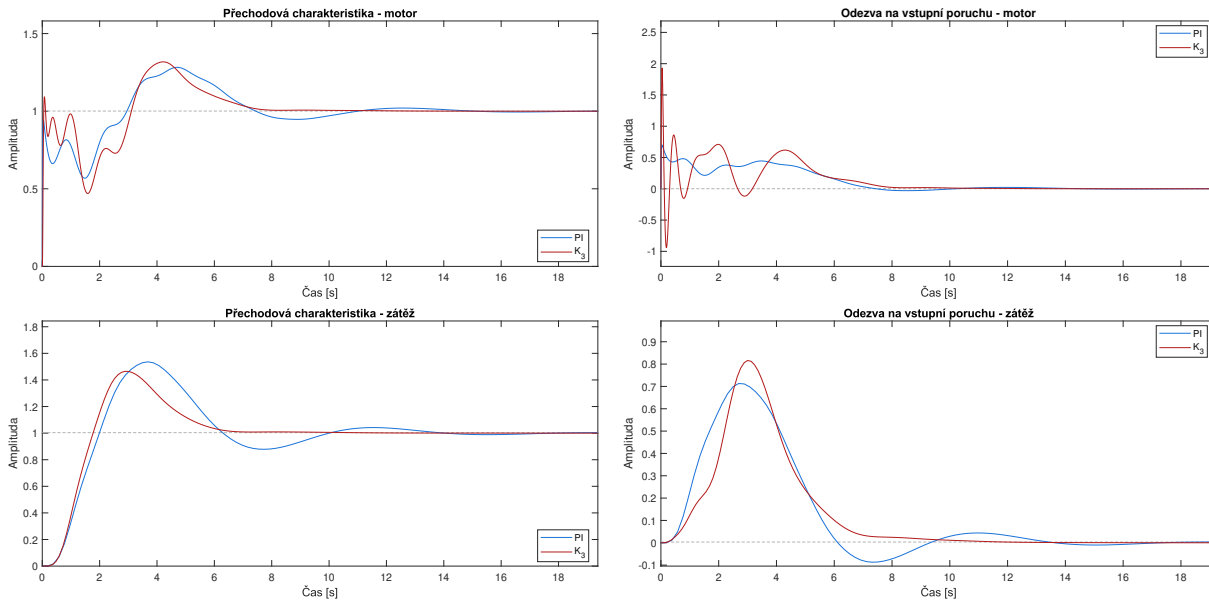 Přechodová charakteristika - motor
1.5
1
0.5
0
Amplituda
0 2 4 6 8 10 12 14 16 18
Čas [s]
PI
K3
Odezva na vstupní poruchu - motor
2.5
2
1.5
1
0.5
0
-0.5
-1
Amplituda
0 2 4 6 8 10 12 14 16 18
Čas [s]
PI
K3
Přechodová charakteristika - zátěž
1.8
1.6
1.4
1.2
1
0.8
0.6
0.4
0.2
0
Amplituda
0 2 4 6 8 10 12 14 16 18
Čas [s]
PI
K3
Odezva na vstupní poruchu - zátěž
0.9
0.8
0.7
0.6
0.5
0.4
0.3
0.2
0.1
0
-0.1
Amplituda
0 2 4 6 8 10 12 14 16 18
Čas [s]
PI
K3